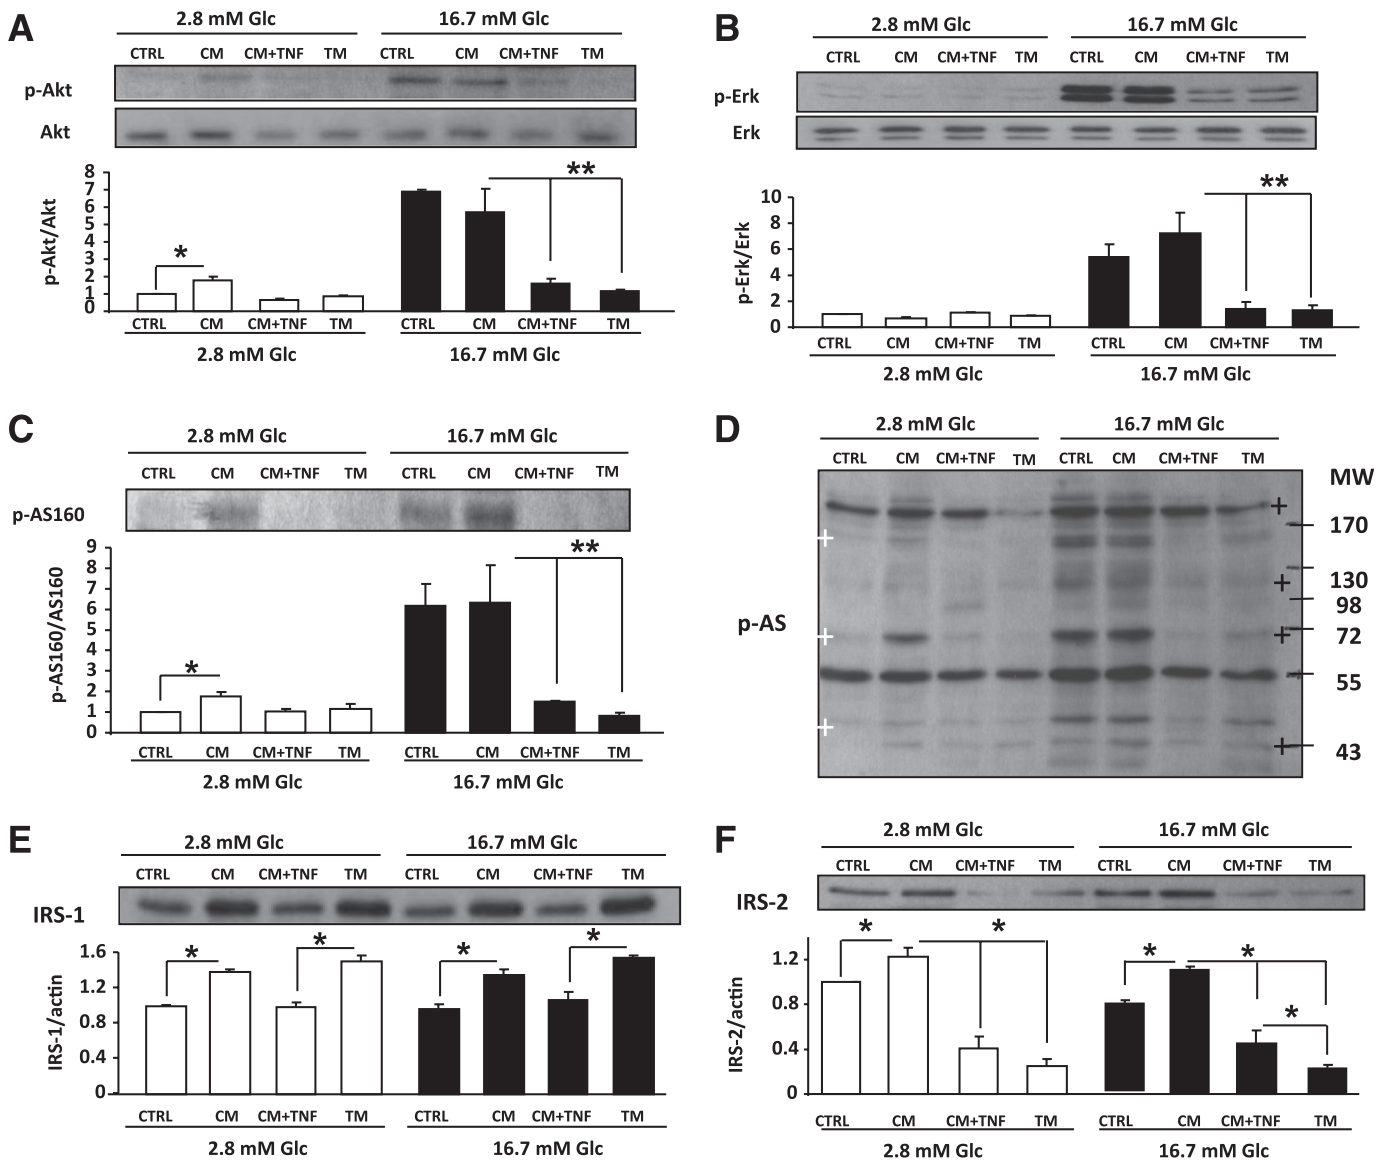 A
2.8 mM Glc 16.7 mM Glc
CTRL CM CM+TNF TM CTRL CM CM+TNF TM
p-Akt
Akt
8
7
6
5
4
3
2
1
0
p-Akt/Akt
* **
CTRL CM CM+TNF TM CTRL CM CM+TNF TM
2.8 mM Glc 16.7 mM Glc
B
2.8 mM Glc 16.7 mM Glc
CTRL CM CM+TNF TM CTRL CM CM+TNF TM
p-Erk
Erk
10
8
6
4
2
0
p-Erk/Erk
**
CTRL CM CM+TNF TM CTRL CM CM+TNF TM
2.8 mM Glc 16.7 mM Glc
C
2.8 mM Glc 16.7 mM Glc
CTRL CM CM+TNF TM CTRL CM CM+TNF TM
p-AS160
9
8
7
6
5
4
3
2
1
0
p-AS160/AS160
* **
CTRL CM CM+TNF TM CTRL CM CM+TNF TM
2.8 mM Glc 16.7 mM Glc
D
2.8 mM Glc 16.7 mM Glc
CTRL CM CM+TNF TM CTRL CM CM+TNF TM
MW
+ 170
+
+ 130
98
p-AS
+ + 72
55
+
+ 43
E
2.8 mM Glc 16.7 mM Glc
CTRL CM CM+TNF TM CTRL CM CM+TNF TM
IRS-1
1.6
1.2
0.8
0.4
0
IRS-1/actin
* * * *
CTRL CM CM+TNF TM CTRL CM CM+TNF TM
2.8 mM Glc 16.7 mM Glc
F
2.8 mM Glc 16.7 mM Glc
CTRL CM CM+TNF TM CTRL CM CM+TNF TM
IRS-2
1.2
0.8
0.4
0
IRS-2/actin
* * * * *
CTRL CM CM+TNF TM CTRL CM CM+TNF TM
2.8 mM Glc 16.7 mM Glc